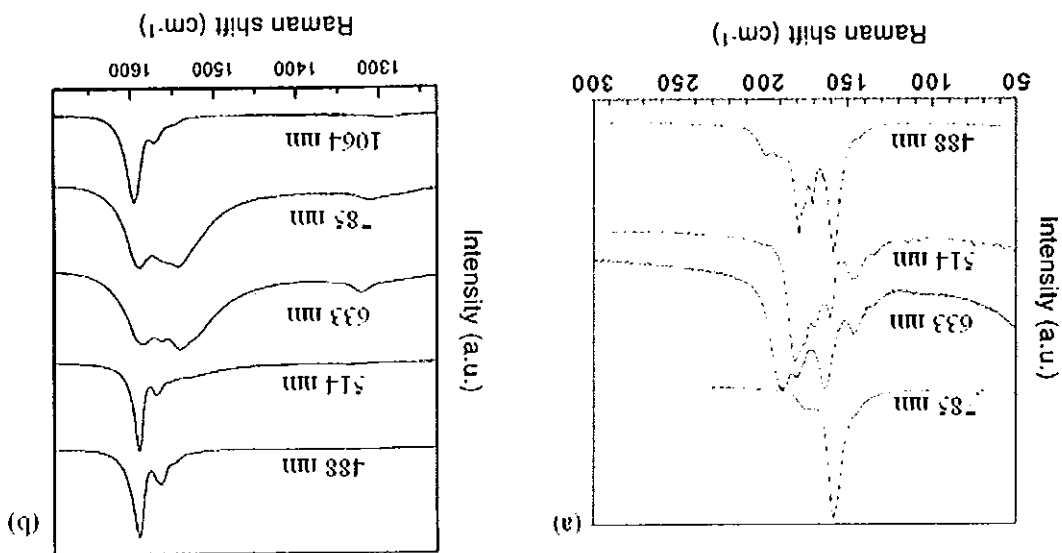 (a)
785 nm
633 nm
514 nm
488 nm
Intensity (a.u.)
50 100 150 200 250 300
Raman shift (cm⁻¹)
(b)
488 nm
514 nm
633 nm
785 nm
1064 nm
Intensity (a.u.)
1300 1400 1500 1600
Raman shift (cm⁻¹)